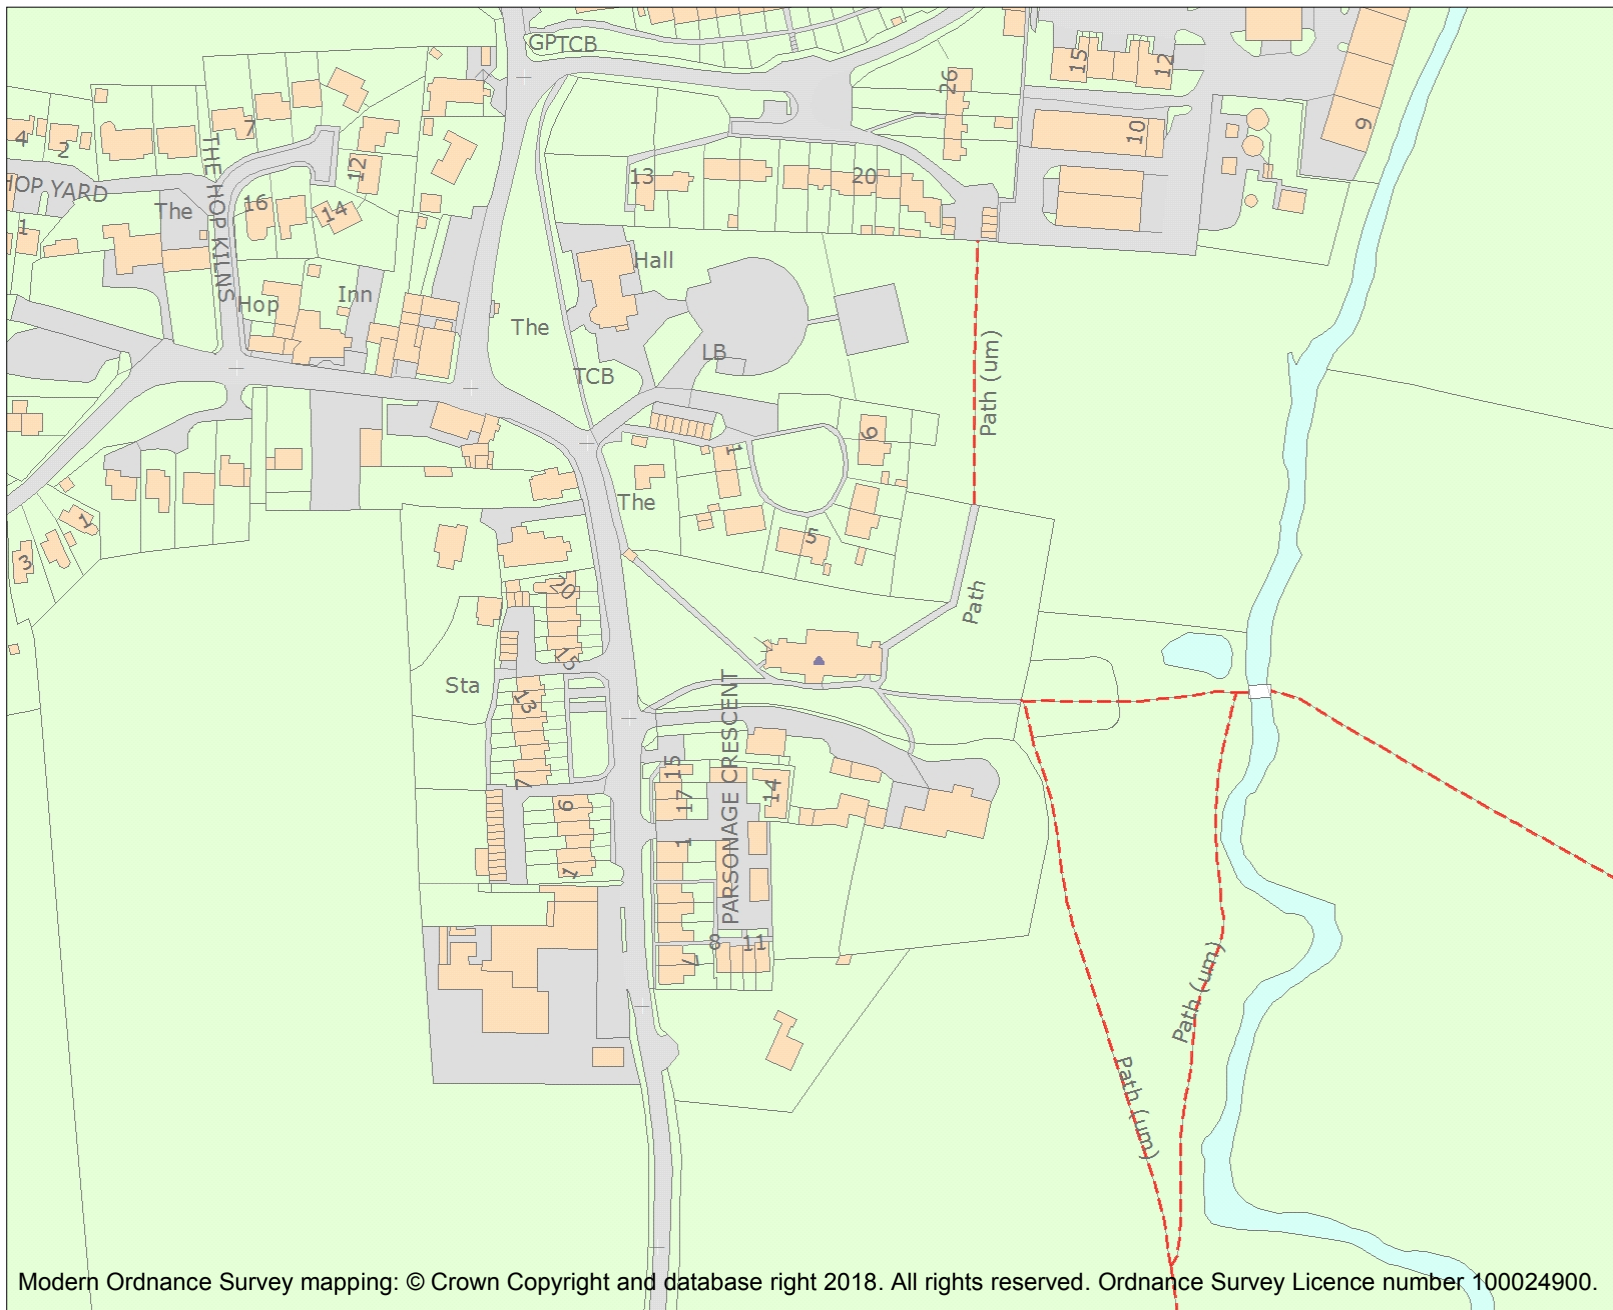 GPTCB
15
12
26
10
9
4
2
7
12
13
20
HOP YARD
THE HOP KILNS
The
16
14
1
Hall
Hop
Inn
The
LB
TCB
Path (um)
1
6
The
5
1
3
20
Path
15
Sta
13
7
6
1
PARSONAGE CRESCENT
15
17
14
1
8
11
7
Path (um)
Path (um)
Modern Ordnance Survey mapping: © Crown Copyright and database right 2018. All rights reserved. Ordnance Survey Licence number 100024900.